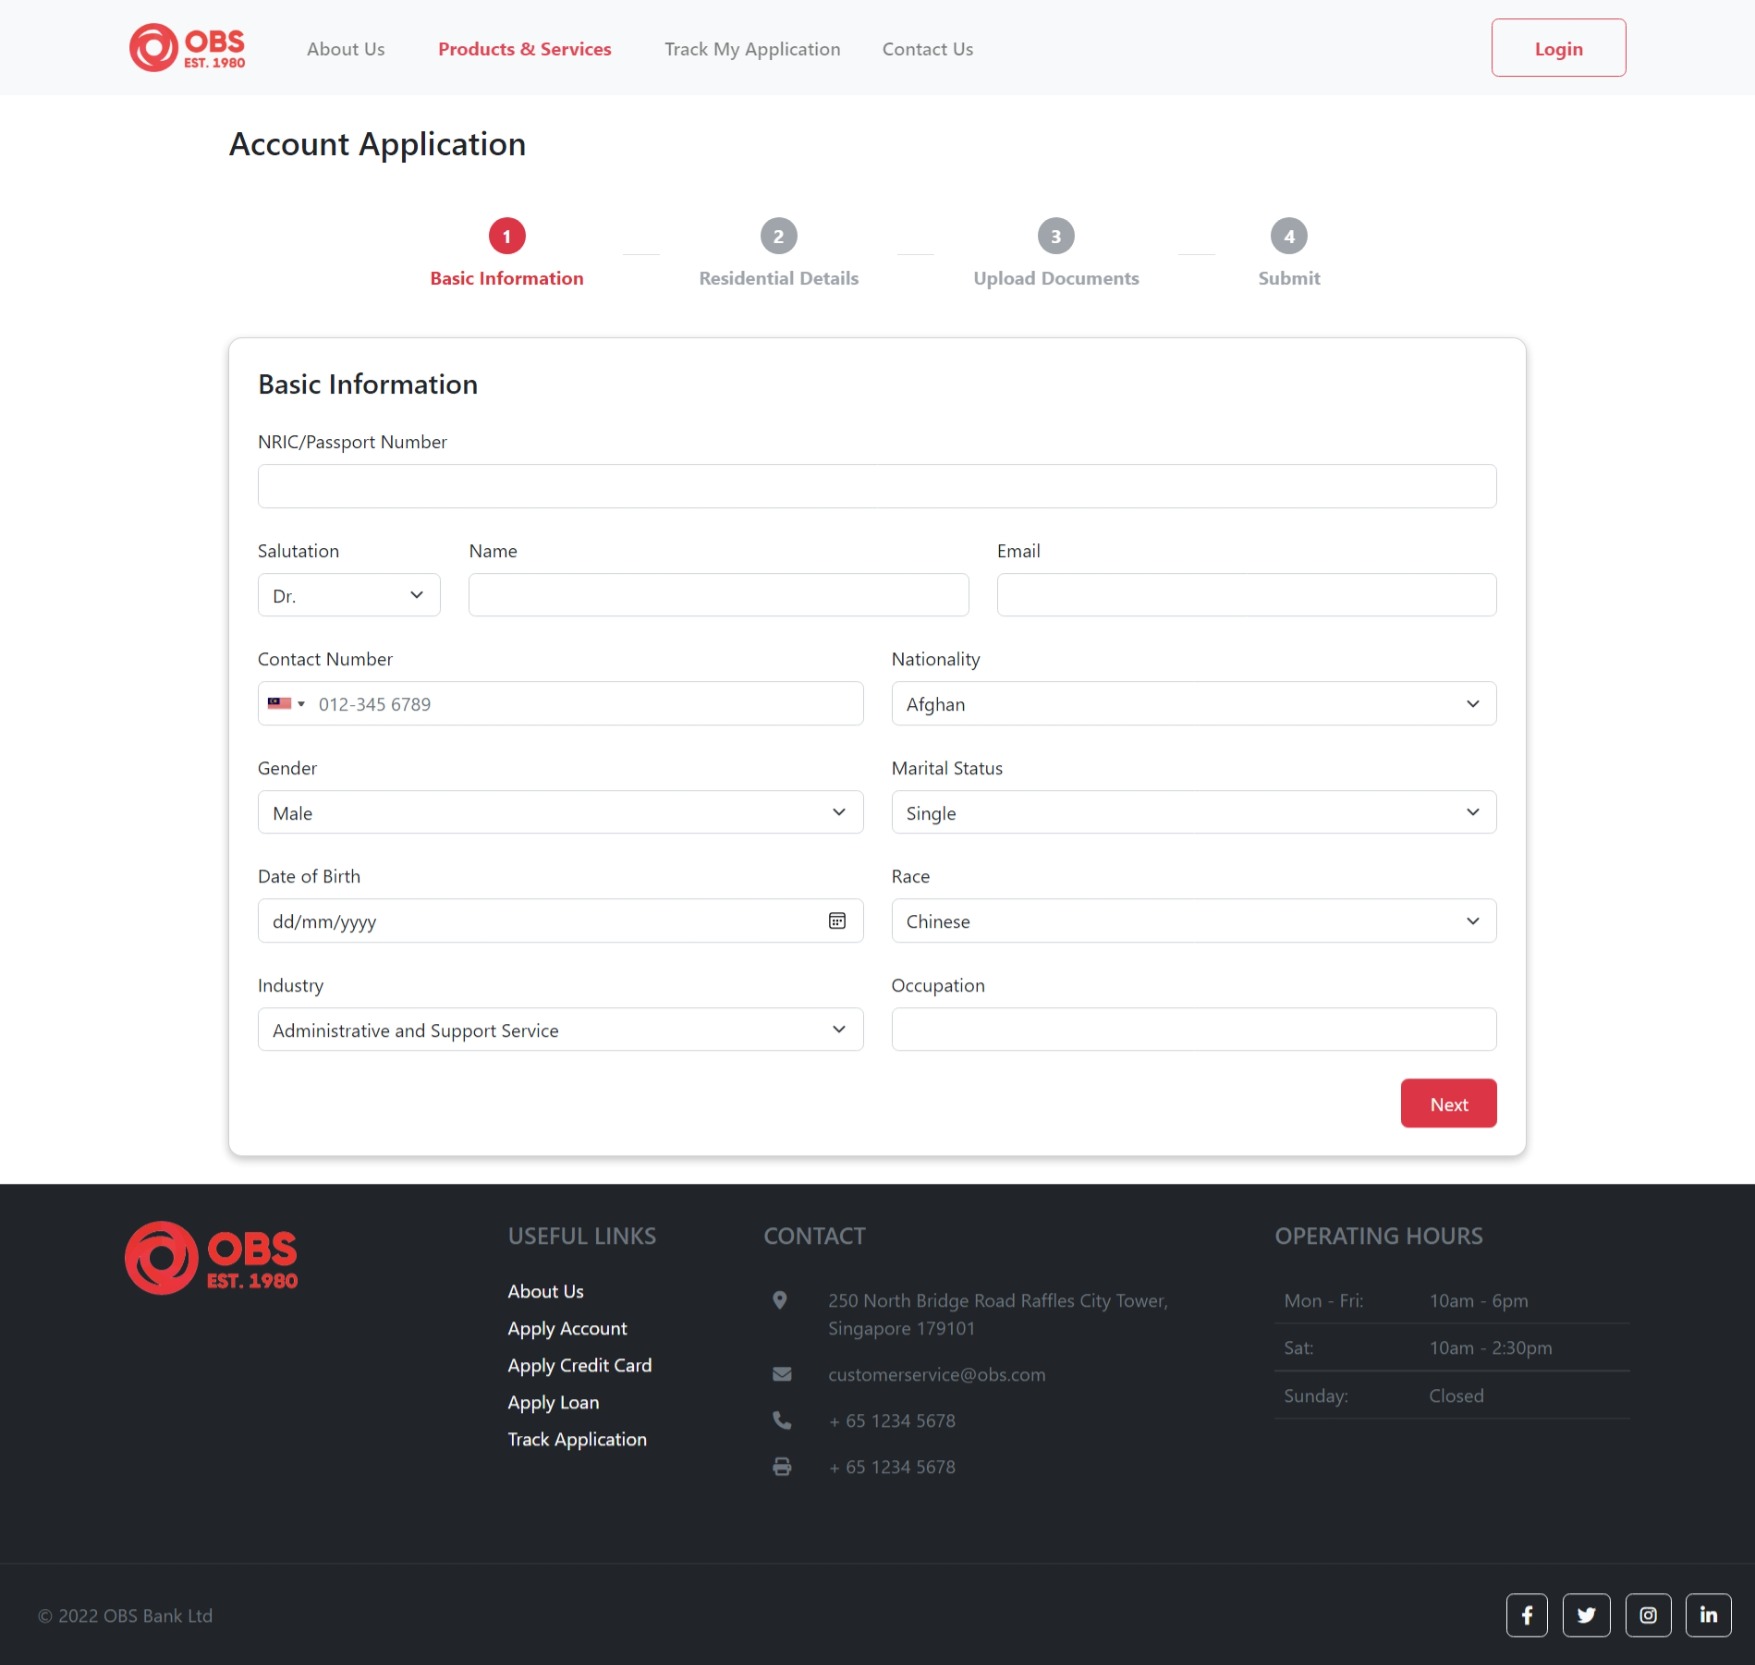 OBS
EST. 1980
About Us
Products & Services
Track My Application
Contact Us
Login
Account Application
1
2
3
4
Basic Information
Residential Details
Upload Documents
Submit
Basic Information
NRIC/Passport Number
Salutation
Name
Email
Dr.
Contact Number
Nationality
012-345 6789
Afghan
Gender
Marital Status
Male
Single
Date of Birth
Race
dd/mm/yyyy
Chinese
Industry
Occupation
Administrative and Support Service
Next
OBS
EST. 1980
USEFUL LINKS
About Us
Apply Account
Apply Credit Card
Apply Loan
Track Application
CONTACT
250 North Bridge Road Raffles City Tower,
Singapore 179101
customerservice@obs.com
+ 65 1234 5678
+ 65 1234 5678
OPERATING HOURS
Mon - Fri: 10am - 6pm
Sat: 10am - 2:30pm
Sunday: Closed
© 2022 OBS Bank Ltd